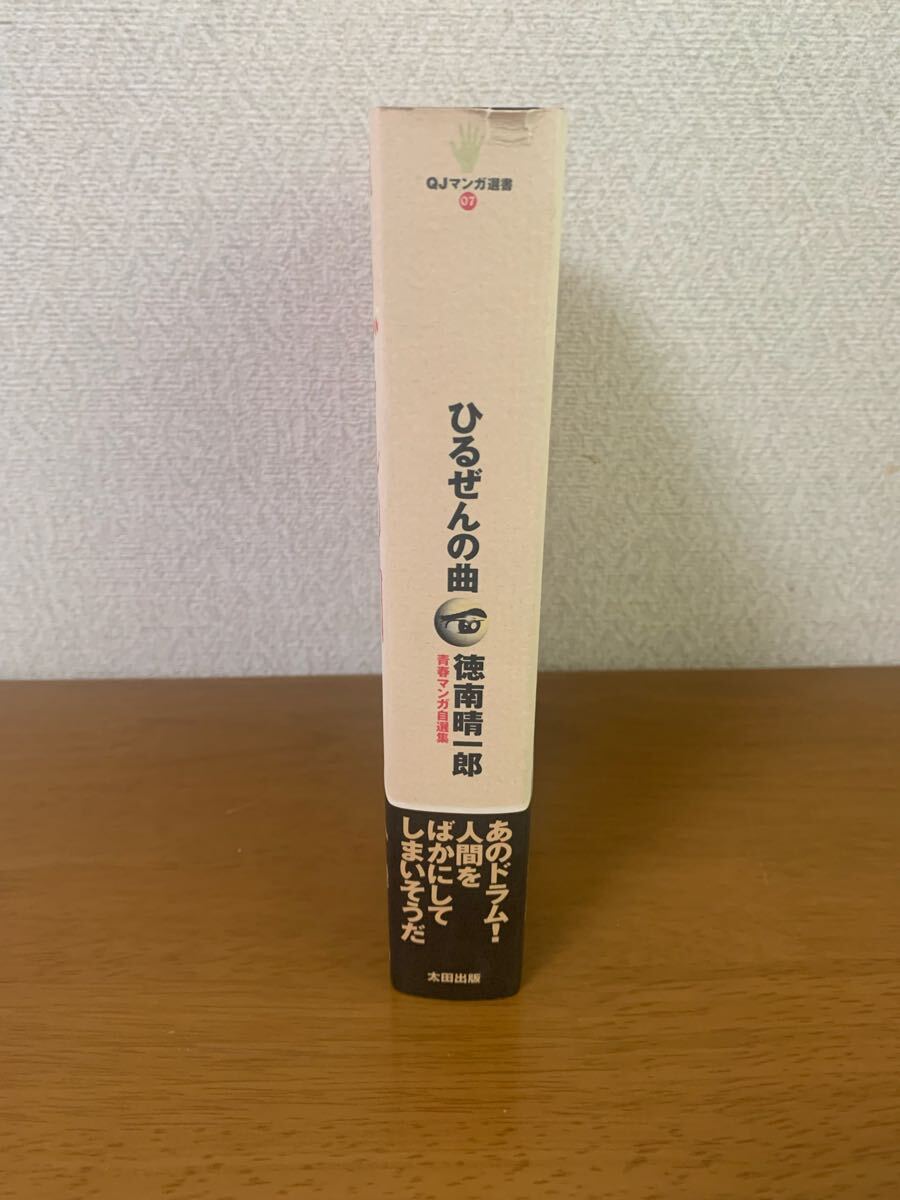 QJマンガ選書
07
ひるぜんの曲
徳南晴一郎
青春マンガ自選集
あのドラム!
人間を
ばかにして
しまいそうだ
太田出版